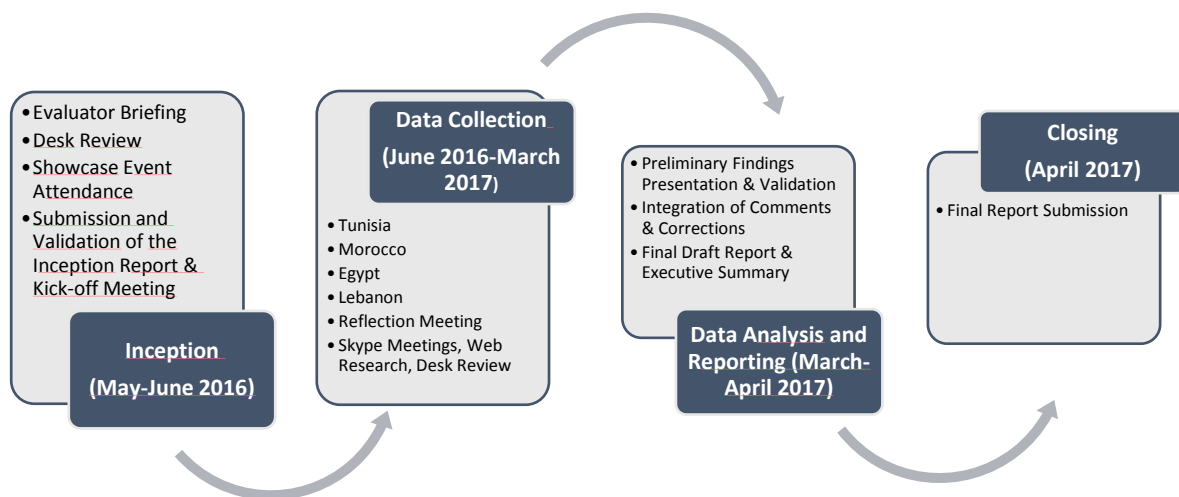 • Evaluator Briefing
• Desk Review
• Showcase Event
Attendance
• Submission and
Validation of the
Inception Report &
Kick-off Meeting
Inception
(May-June 2016)
Data Collection
(June 2016-March
2017)
• Tunisia
• Morocco
• Egypt
• Lebanon
• Reflection Meeting
• Skype Meetings, Web
Research, Desk Review
• Preliminary Findings
Presentation & Validation
• Integration of Comments
& Corrections
• Final Draft Report &
Executive Summary
Data Analysis and
Reporting (March-
April 2017)
Closing
(April 2017)
• Final Report Submission